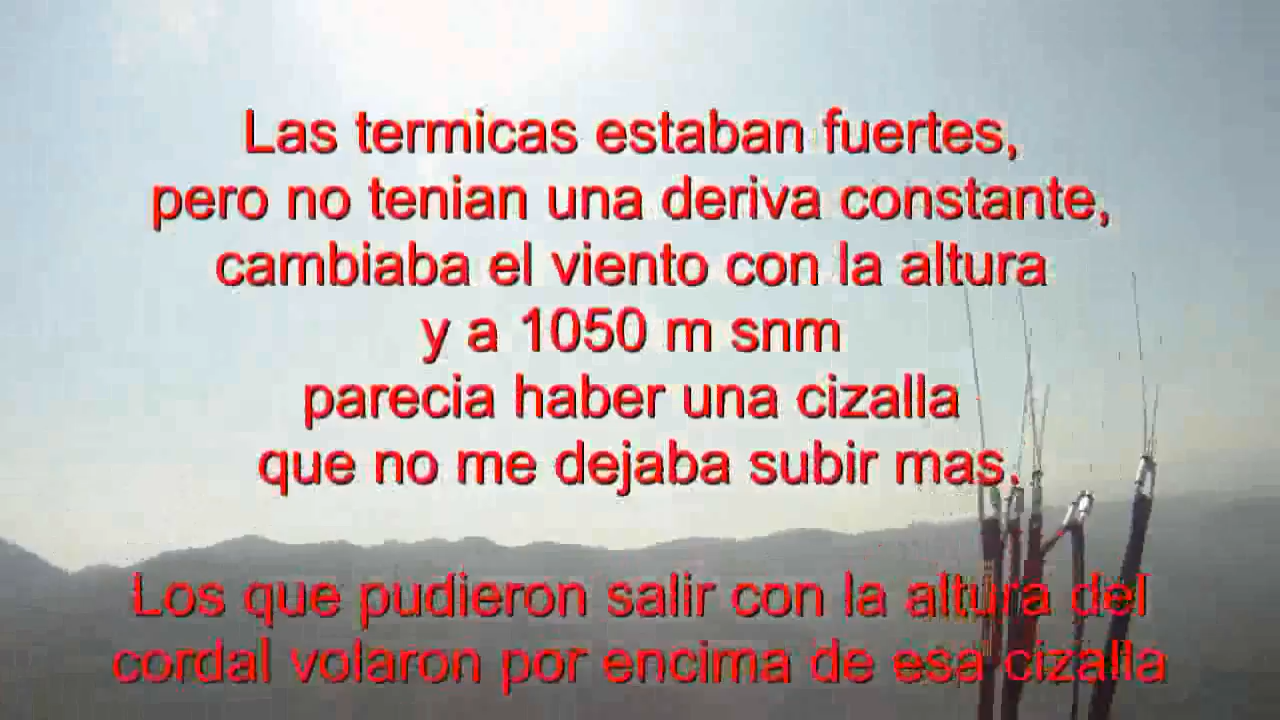 Las termicas estaban fuertes,
pero no tenian una deriva constante,
cambiaba el viento con la altura
y a 1050 m snm
parecia haber una cizalla
que no me dejaba subir mas.
Los que pudieron salir con la altura del
cordal volaron por encima de esa cizalla